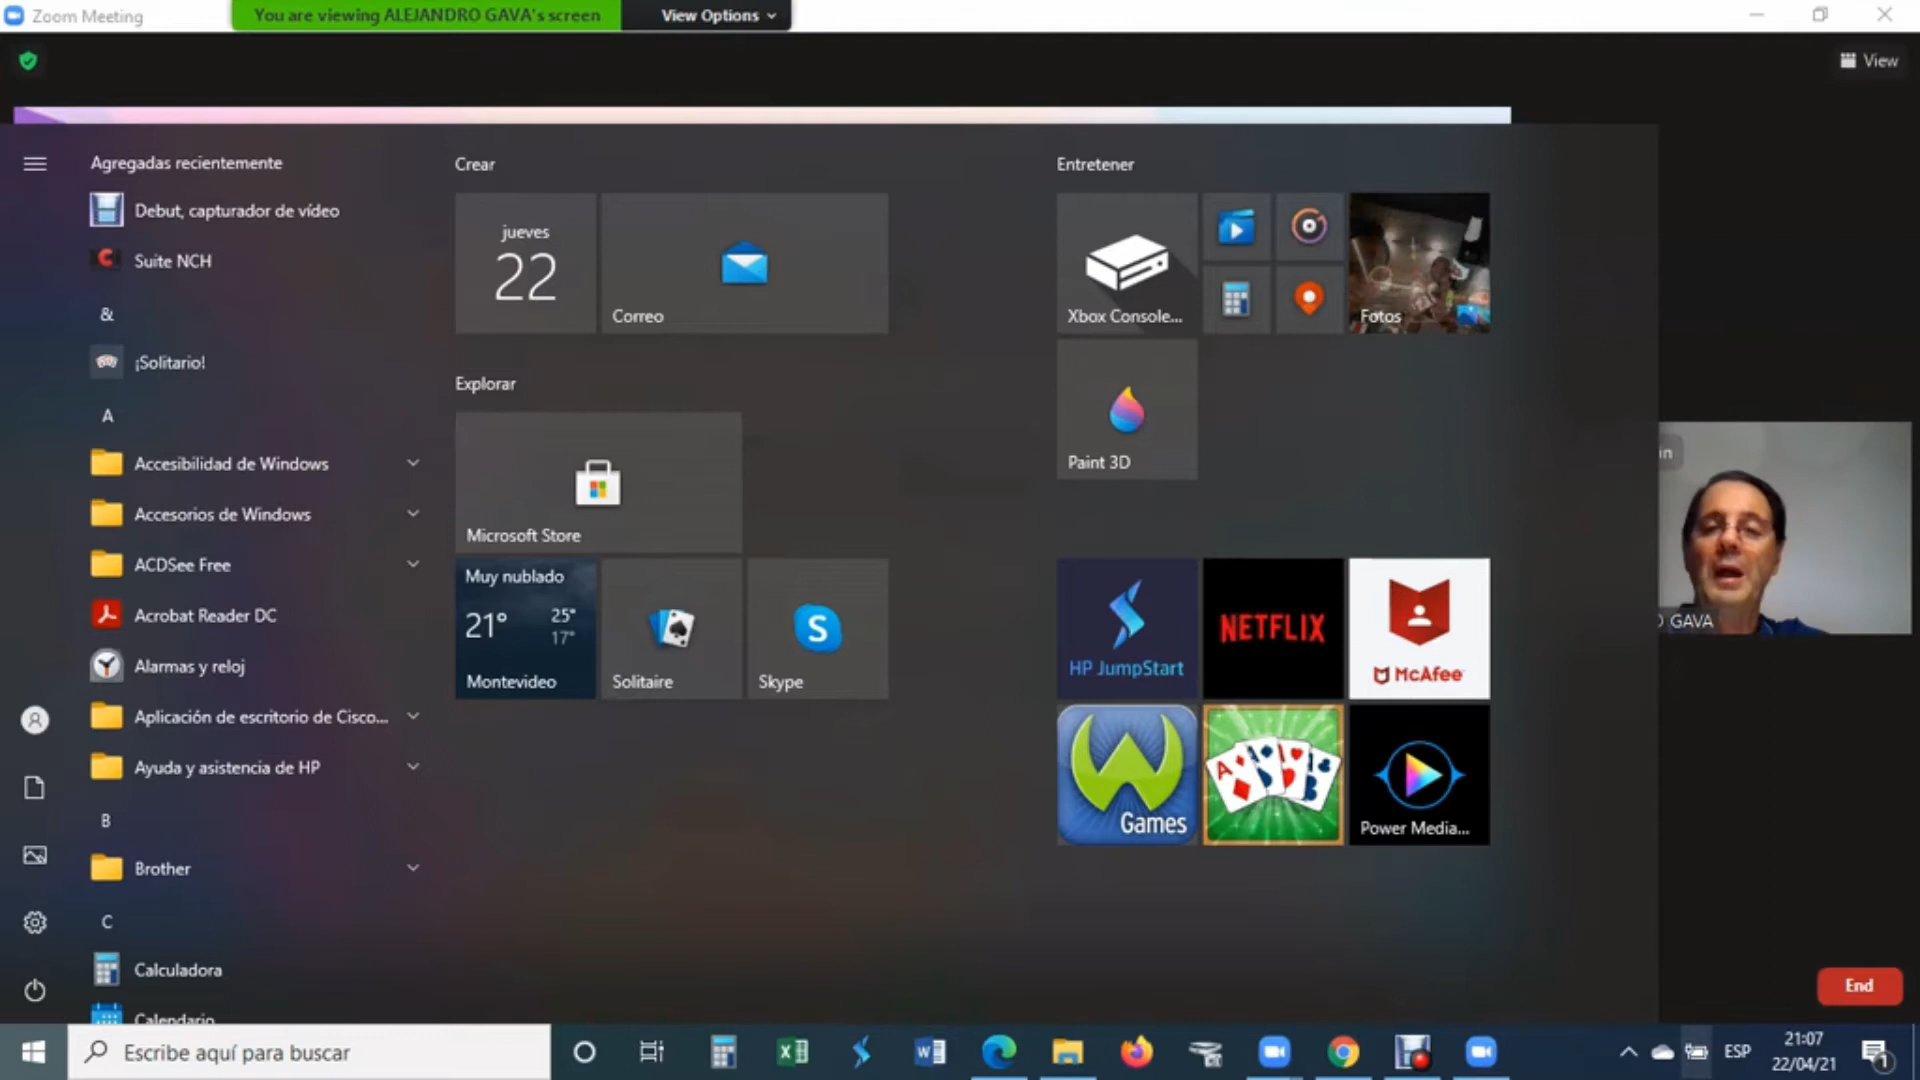 Zoom Meeting
You are viewing ALEJANDRO GAVA's screen
View Options
View
Agregadas recientemente
Debut, capturador de vídeo
Suite NCH
&
¡Solitario!
A
Accesibilidad de Windows
Accesorios de Windows
ACDSee Free
Acrobat Reader DC
Alarmas y reloj
Aplicación de escritorio de Cisco...
Ayuda y asistencia de HP
B
Brother
C
Calculadora
Calendario
Crear
jueves
22
Correo
Explorar
Microsoft Store
Muy nublado
21°
25°
17°
Montevideo
Solitaire
Skype
Entretener
Xbox Console...
Fotos
Paint 3D
HP JumpStart
NETFLIX
McAfee
Games
Power Media...
in
O GAVA
End
Escribe aquí para buscar
ESP
21:07
22/04/21
1